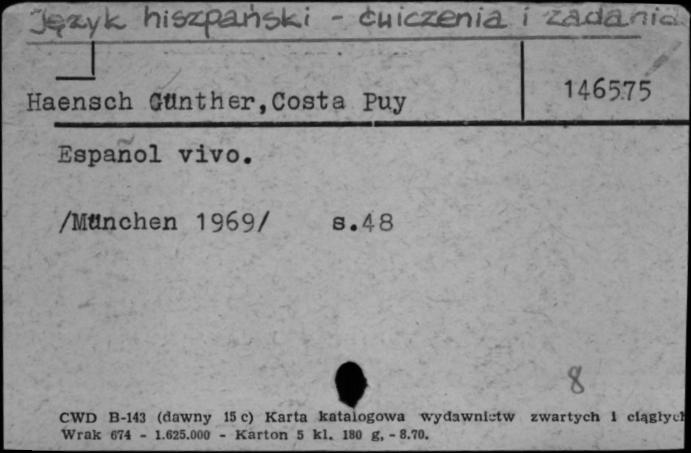 Język hiszpański - ćwiczenia i zadania
Haensch Günther, Costa Puy
146575
Espanol vivo.
/München 1969/ s.48
8
CWD B-143 (dawny 15 c) Karta katalogowa wydawnictw zwartych i ciągłych
Wrak 674 - 1.625.000 - Karton 5 kl. 180 g. - 8.70.